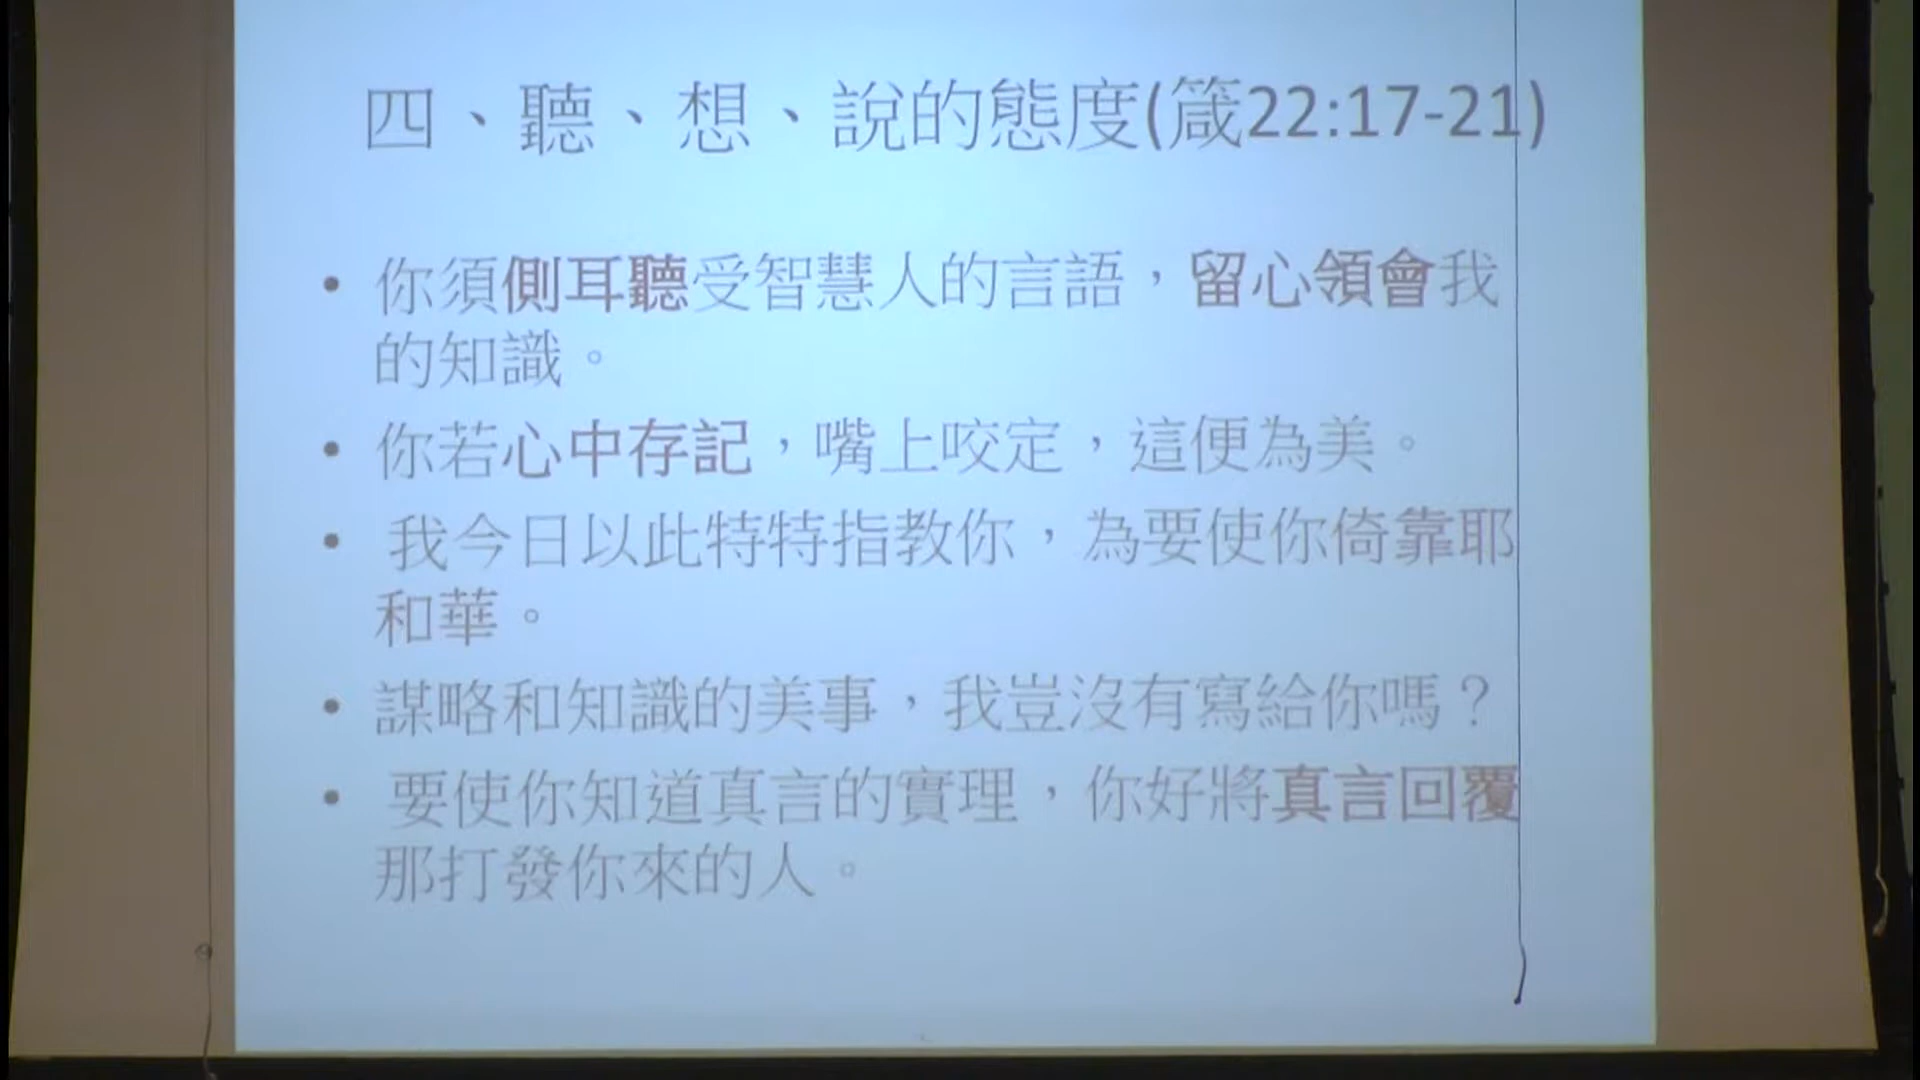 四、聽、想、說的態度(箴22:17-21)
• 你須側耳聽受智慧人的言語，留心領會我
的知識。
• 你若心中存記，嘴上咬定，這便為美。
• 我今日以此特特指教你，為要使你倚靠耶
和華。
• 謀略和知識的美事，我豈沒有寫給你嗎？
• 要使你知道真言的實理，你好將真言回覆
那打發你來的人。